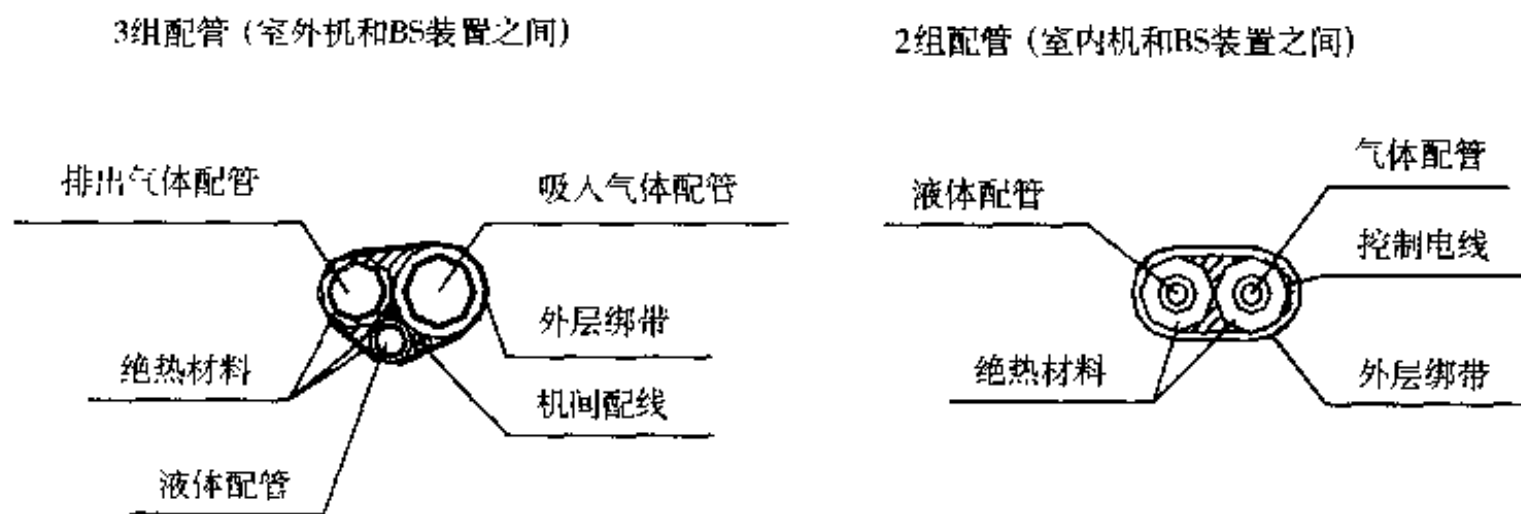 3组配管（室外机和BS装置之间）
2组配管（室内机和BS装置之间）
排出气体配管
吸人气体配管
外层绑带
绝热材料
机间配线
液体配管
气体配管
液体配管
控制电线
绝热材料
外层绑带